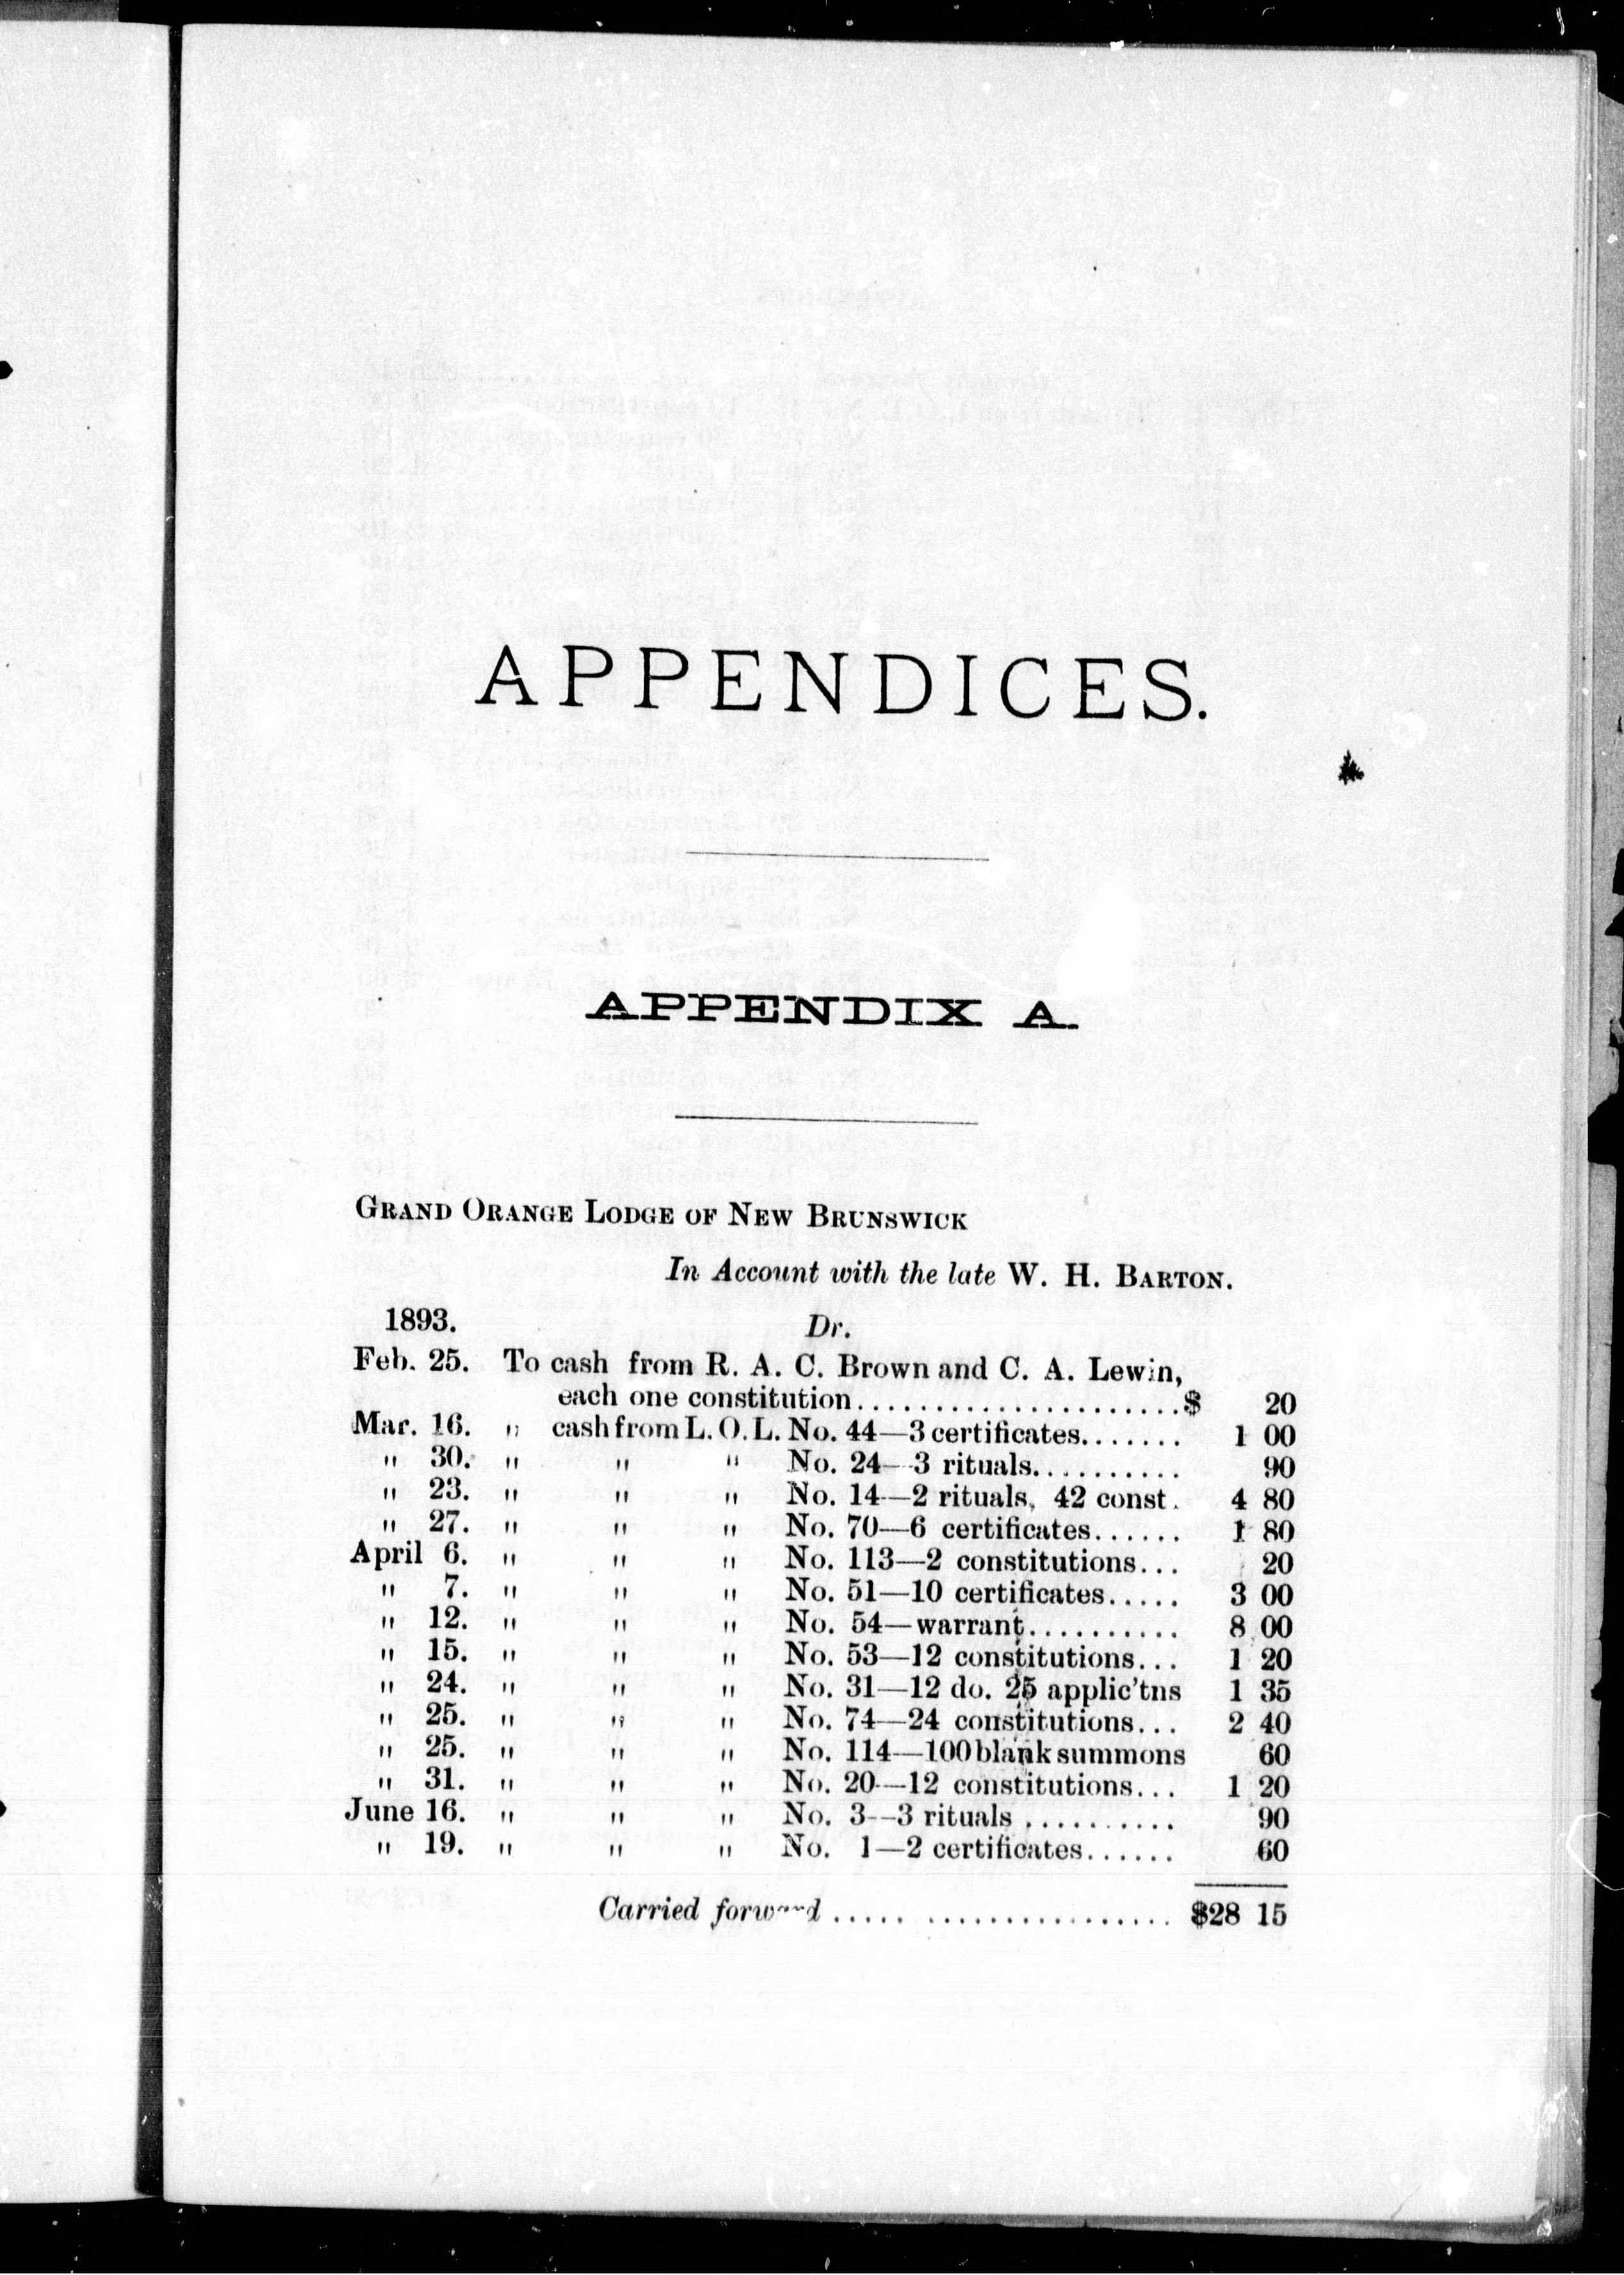 APPENDICES.
APPENDIX A.
GRAND ORANGE LODGE OF NEW BRUNSWICK
In Account with the late W. H. BARTON.
1893. Dr.
Feb. 25. To cash from R. A. C. Brown and C. A. Lewin,
each one constitution......................$ 20
Mar. 16. " cash from L. O. L. No. 44—3 certificates....... 1 00
" 30. " " " No. 24—3 rituals.......... 90
" 23. " " " No. 14—2 rituals, 42 const. 4 80
" 27. " " " No. 70—6 certificates...... 1 80
April 6. " " " No. 113—2 constitutions... 20
" 7. " " " No. 51—10 certificates..... 3 00
" 12. " " " No. 54—warrant.......... 8 00
" 15. " " " No. 53—12 constitutions... 1 20
" 24. " " " No. 31—12 do. 25 applic'tns 1 35
" 25. " " " No. 74—24 constitutions... 2 40
" 25. " " " No. 114—100 blank summons 60
" 31. " " " No. 20—12 constitutions... 1 20
June 16. " " " No. 3—3 rituals .......... 90
" 19. " " " No. 1—2 certificates...... 60
Carried forward ..... .................... $28 15